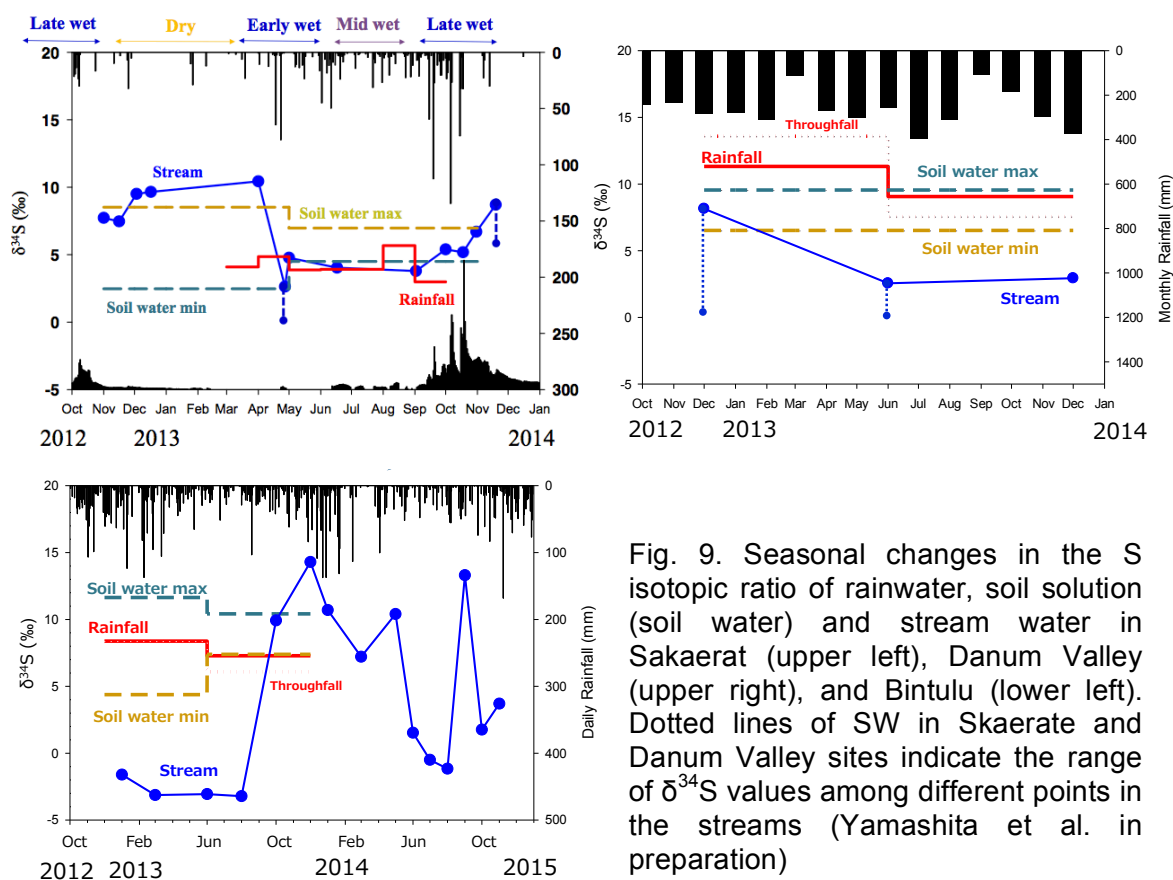 Late wet Dry Early wet Mid wet Late wet
20 0
15 50
10 100
5 150
0 200
-5 250
300
δ³⁴S (‰)
Stream
Soil water max
Soil water min
Rainfall
Oct Nov Dec Jan Feb Mar Apr May Jun Jul Aug Sep Oct Nov Dec Jan
2012 2013 2014
20 0
15 200
10 400
5 600
0 800
-5 1000
1200
1400
δ³⁴S (‰)
Monthly Rainfall (mm)
Throughfall
Rainfall
Soil water max
Soil water min
Stream
Oct Nov Dec Jan Feb Mar Apr May Jun Jul Aug Sep Oct Nov Dec Jan
2012 2013 2014
20 0
15 100
10 200
5 300
0 400
-5 500
δ³⁴S (‰)
Daily Rainfall (mm)
Soil water max
Rainfall
Throughfall
Soil water min
Stream
Oct Feb Jun Oct Feb Jun Oct
2012 2013 2014 2015
Fig. 9. Seasonal changes in the S
isotopic ratio of rainwater, soil solution
(soil water) and stream water in
Sakaerat (upper left), Danum Valley
(upper right), and Bintulu (lower left).
Dotted lines of SW in Skaerate and
Danum Valley sites indicate the range
of δ³⁴S values among different points in
the streams (Yamashita et al. in
preparation)